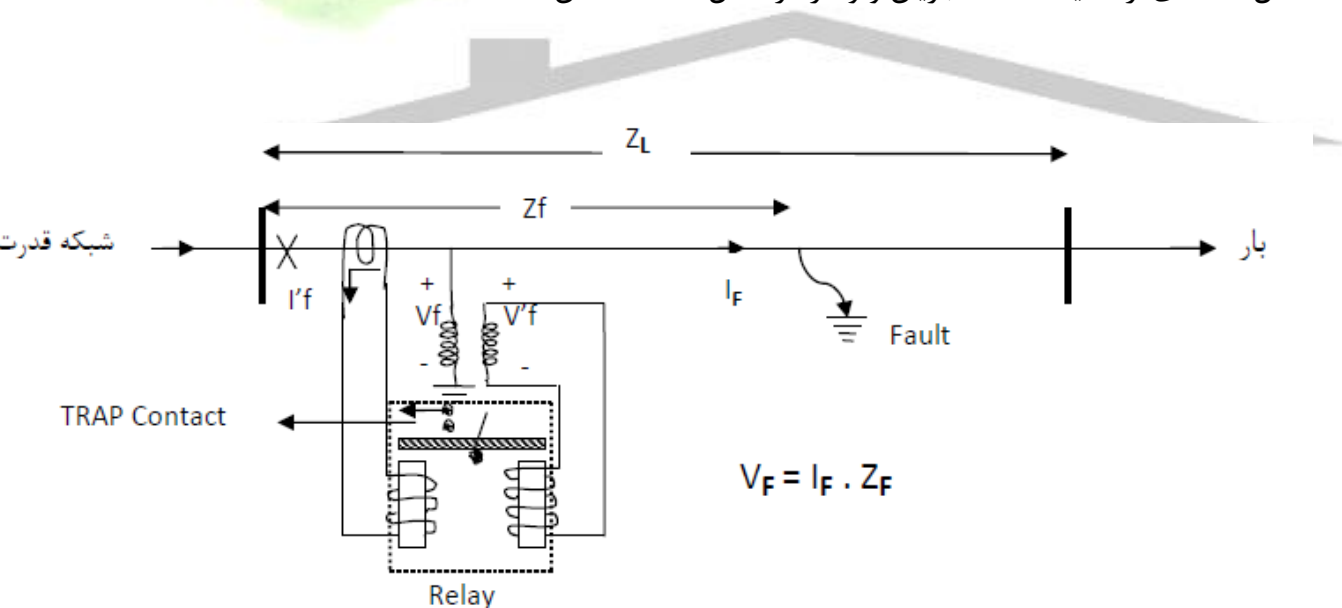 ZL
Zf
شبکه قدرت
بار
I'f
+ +
Vf V'f
- -
IF
Fault
TRAP Contact
VF = IF . ZF
Relay